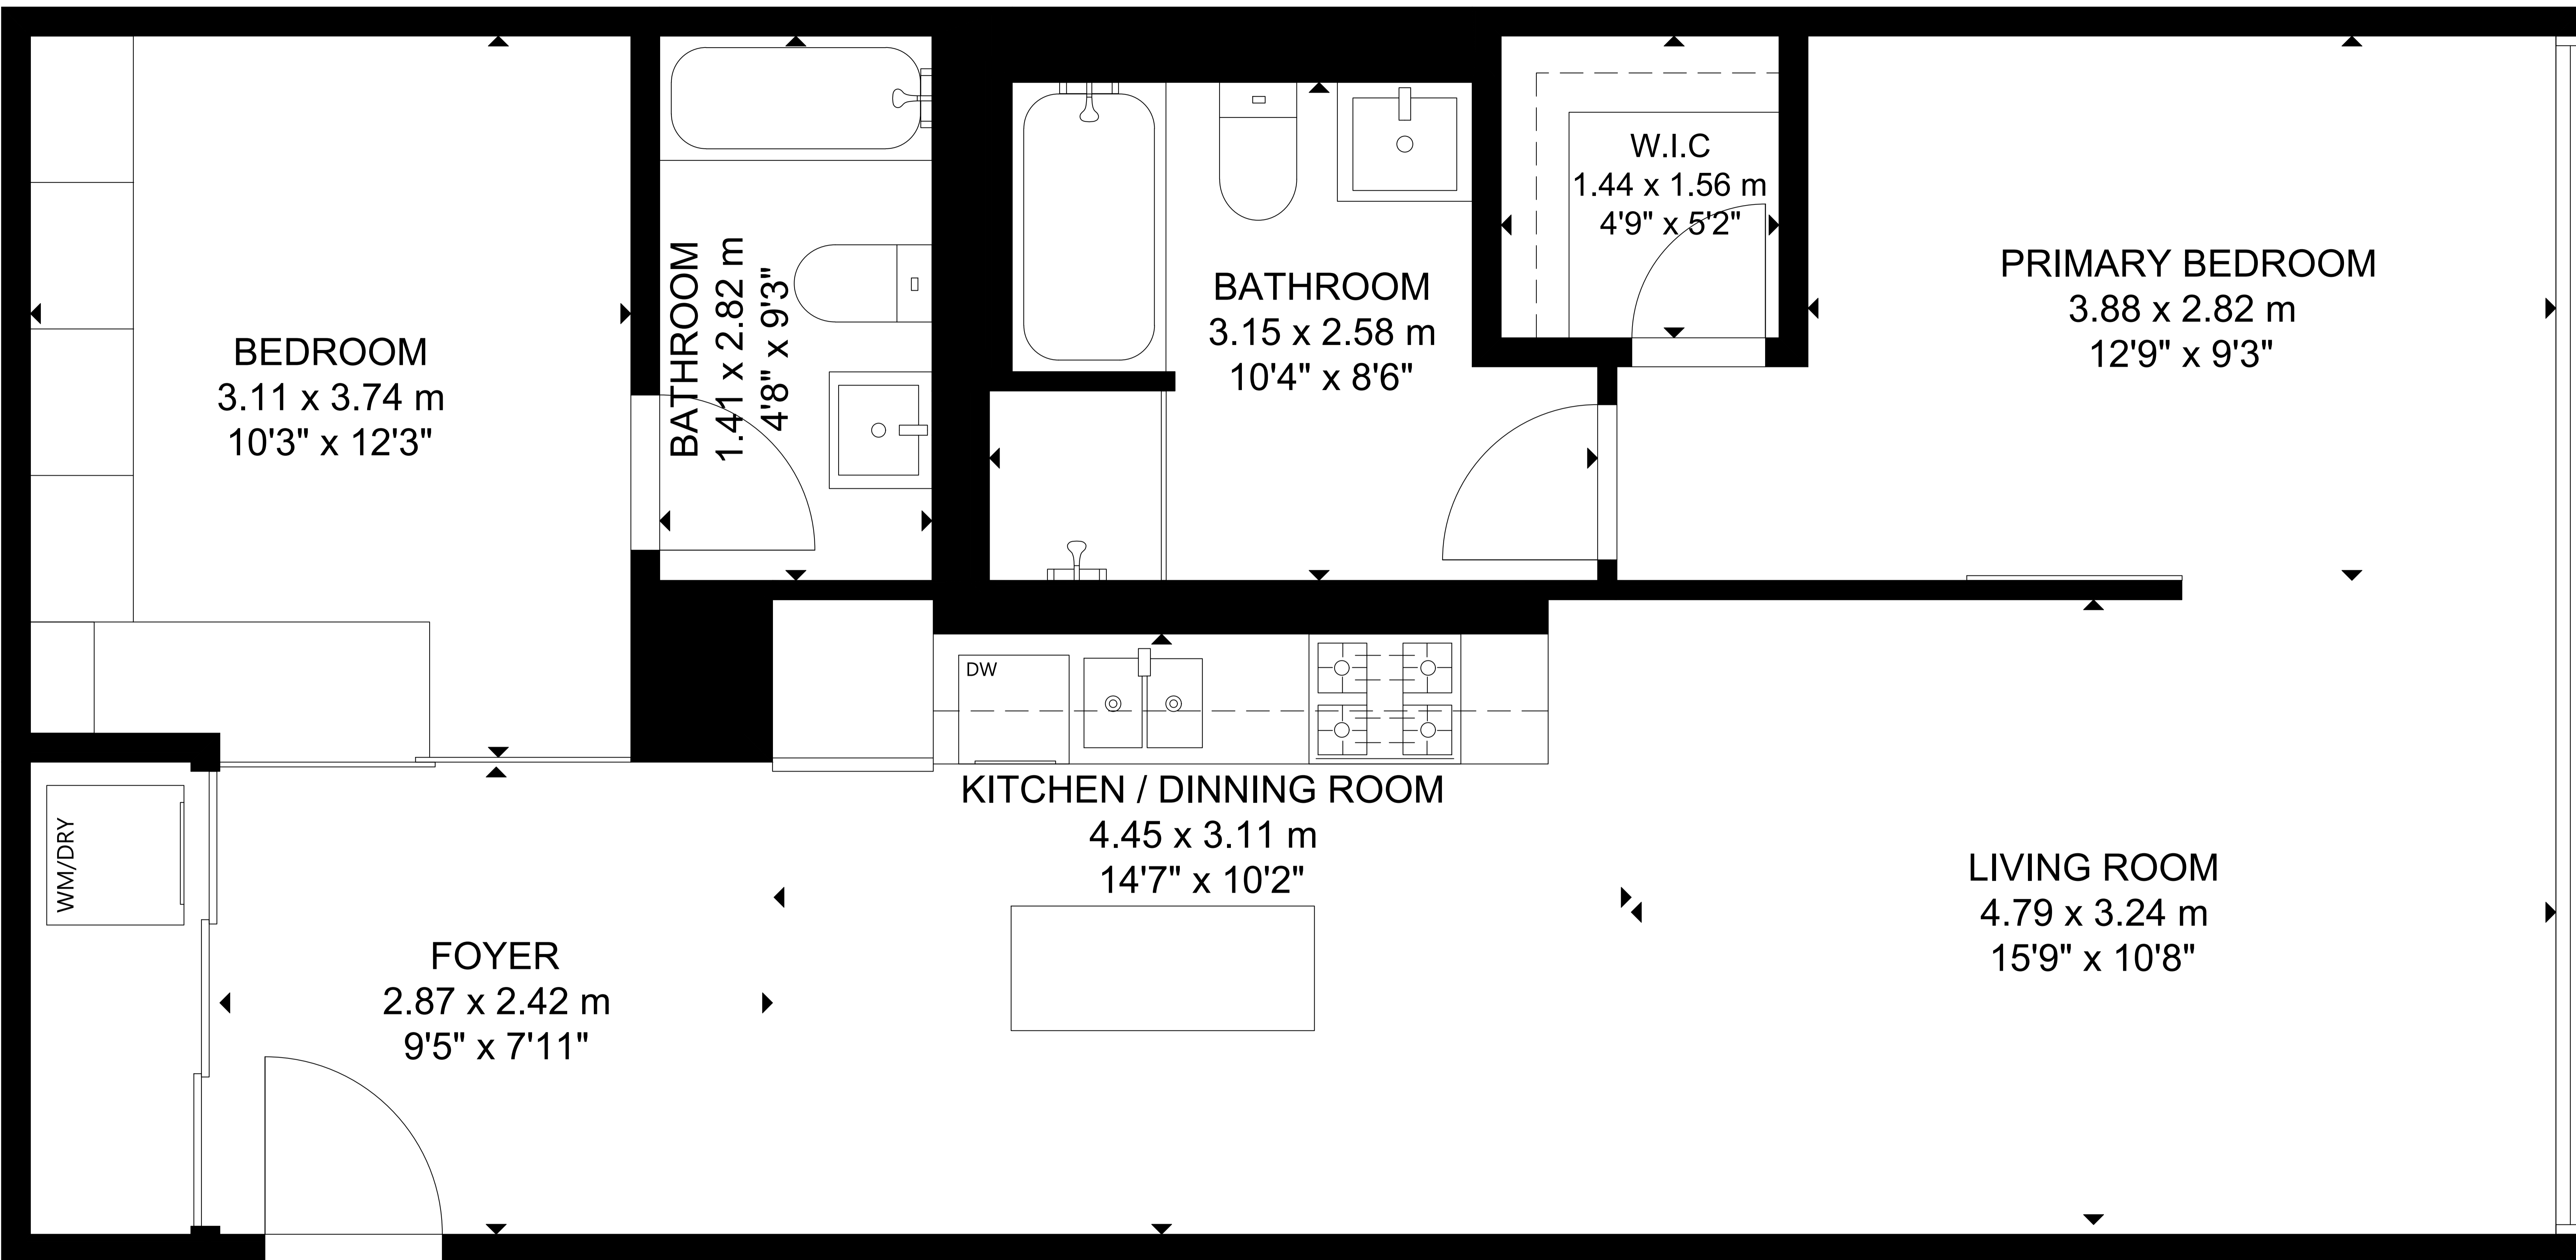 BEDROOM
3.11 x 3.74 m
10'3" x 12'3"
BATHROOM
1.41 x 2.82 m
4'8" x 9'3"
BATHROOM
3.15 x 2.58 m
10'4" x 8'6"
W.I.C
1.44 x 1.56 m
4'9" x 5'2"
PRIMARY BEDROOM
3.88 x 2.82 m
12'9" x 9'3"
DW
KITCHEN / DINNING ROOM
4.45 x 3.11 m
14'7" x 10'2"
WM/DRY
FOYER
2.87 x 2.42 m
9'5" x 7'11"
LIVING ROOM
4.79 x 3.24 m
15'9" x 10'8"